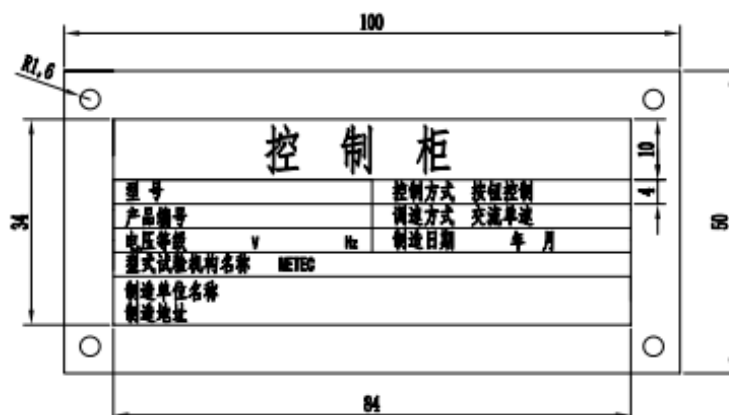 100
R1,6
控制柜
10
型号 控制方式 按钮控制
4
产品编号 调速方式 交流单速
34
50
电压等级 V Hz 制造日期 年 月
型式试验机构名称 NETEC
制造单位名称
制造地址
84